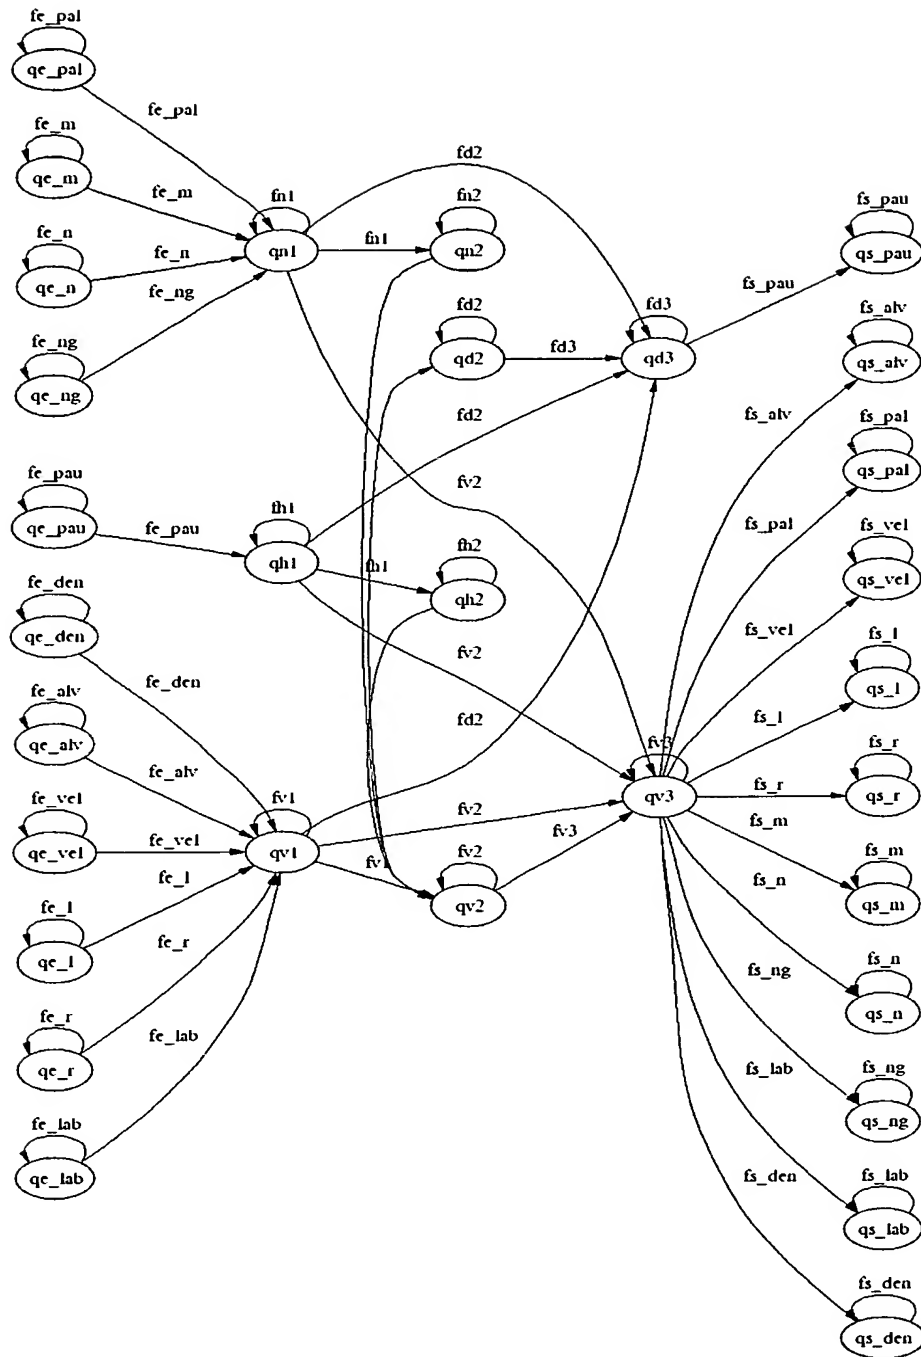 fe_pal
qe_pal
fe_pal
fe_m
qe_m
fe_m
fe_n
qe_n
fe_n
fe_ng
qe_ng
fe_ng
fn1
qn1
fn1
fd2
fn2
qn2
fd2
qd2
fd3
fd3
qd3
fs_pau
fs_pau
qs_pau
fs_alv
qs_alv
fs_alv
fs_pal
qs_pal
fs_pal
fs_vel
qs_vel
fs_vel
fd2
fv2
fe_pau
qe_pau
fe_pau
fh1
qh1
fh1
fh2
qh2
fv2
fd2
fe_den
qe_den
fe_den
fe_alv
qe_alv
fe_alv
fe_vel
qe_vel
fe_vel
fv1
qv1
fv2
fv1
fv2
qv2
fv3
fv3
qv3
fs_l
qs_l
fs_l
fs_r
qs_r
fs_r
fs_m
qs_m
fs_m
fs_n
qs_n
fs_n
fs_ng
qs_ng
fs_ng
fe_l
qe_l
fe_l
fe_r
qe_r
fe_r
fe_lab
qe_lab
fe_lab
fs_lab
fs_lab
qs_lab
fs_den
fs_den
qs_den